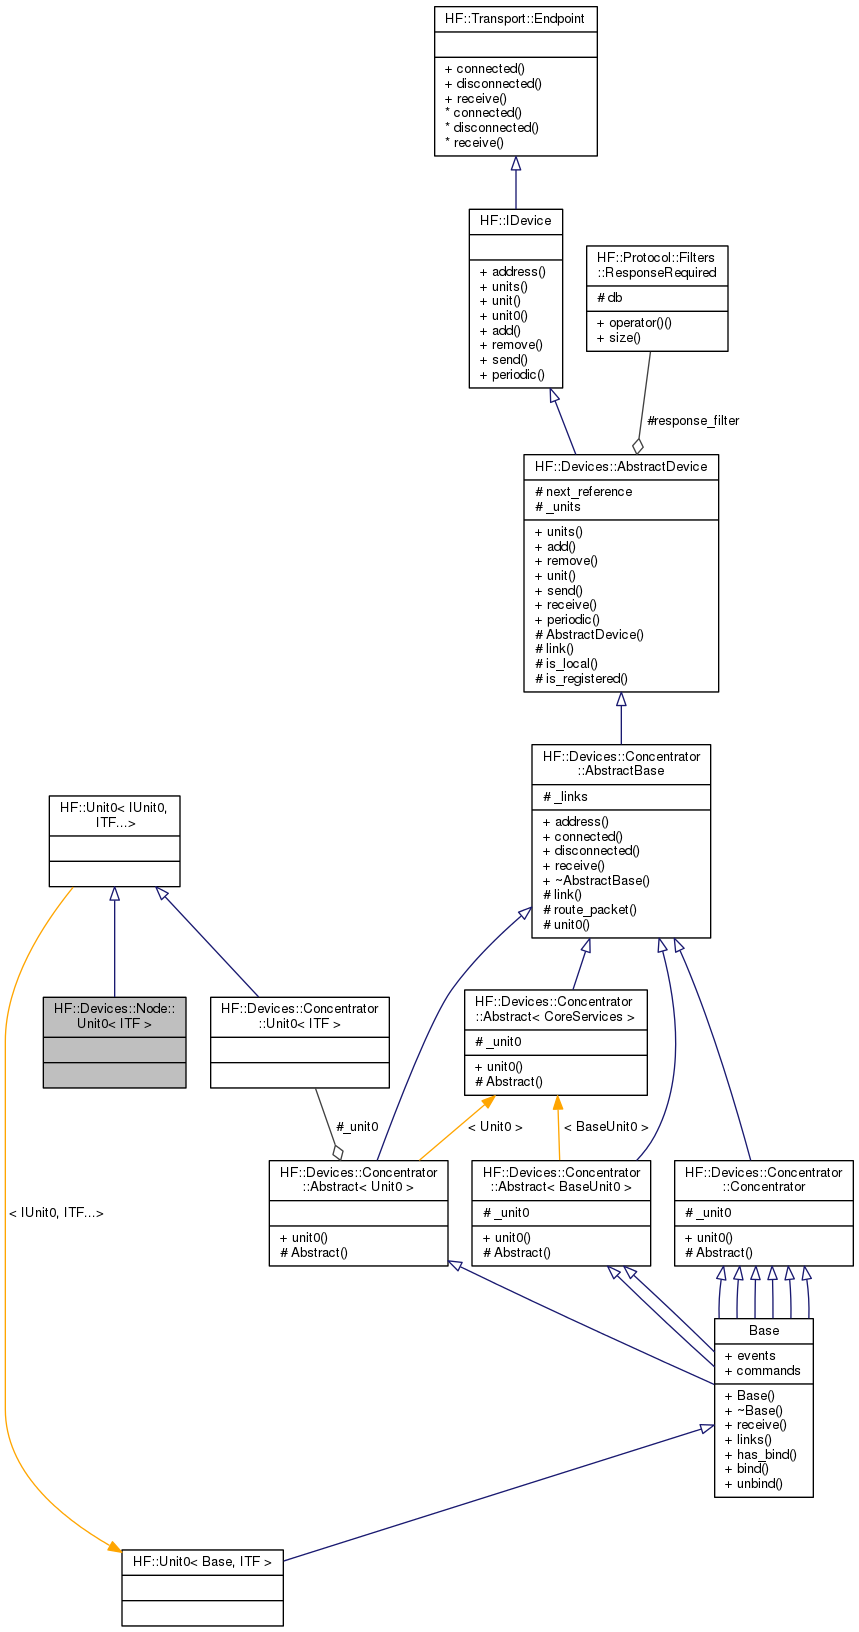 HF::Transport::Endpoint
+ connected()
+ disconnected()
+ receive()
* connected()
* disconnected()
* receive()
HF::IDevice
+ address()
+ units()
+ unit()
+ unit0()
+ add()
+ remove()
+ send()
+ periodic()
HF::Protocol::Filters
::ResponseRequired
# db
+ operator()()
+ size()
#response_filter
HF::Devices::AbstractDevice
# next_reference
# _units
+ units()
+ add()
+ remove()
+ unit()
+ send()
+ receive()
+ periodic()
# AbstractDevice()
# link()
# is_local()
# is_registered()
HF::Devices::Concentrator
::AbstractBase
# _links
+ address()
+ connected()
+ disconnected()
+ receive()
+ ~AbstractBase()
# link()
# route_packet()
# unit0()
HF::Unit0< IUnit0,
ITF...>
HF::Devices::Node::
Unit0< ITF >
HF::Devices::Concentrator
::Unit0< ITF >
HF::Devices::Concentrator
::Abstract< CoreServices >
# _unit0
+ unit0()
# Abstract()
#_unit0
< Unit0 >
< BaseUnit0 >
HF::Devices::Concentrator
::Abstract< Unit0 >
+ unit0()
# Abstract()
HF::Devices::Concentrator
::Abstract< BaseUnit0 >
# _unit0
+ unit0()
# Abstract()
HF::Devices::Concentrator
::Concentrator
# _unit0
+ unit0()
# Abstract()
< IUnit0, ITF...>
Base
+ events
+ commands
+ Base()
+ ~Base()
+ receive()
+ links()
+ has_bind()
+ bind()
+ unbind()
HF::Unit0< Base, ITF >